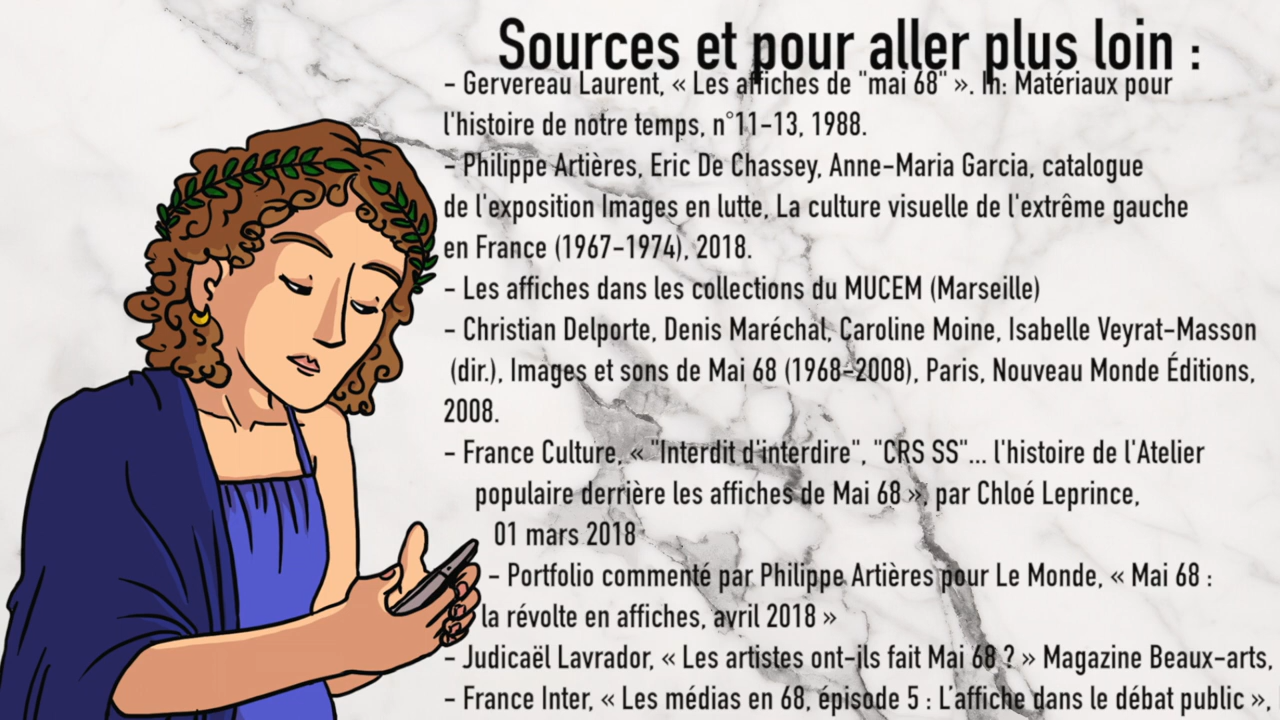 Sources et pour aller plus loin :
– Gervereau Laurent, « Les affiches de "mai 68" ». In: Matériaux pour
l'histoire de notre temps, n°11-13, 1988.
– Philippe Artières, Eric De Chassey, Anne-Maria Garcia, catalogue
de l'exposition Images en lutte, La culture visuelle de l'extrême gauche
en France (1967-1974), 2018.
– Les affiches dans les collections du MUCEM (Marseille)
– Christian Delporte, Denis Maréchal, Caroline Moine, Isabelle Veyrat-Masson
(dir.), Images et sons de Mai 68 (1968-2008), Paris, Nouveau Monde Éditions,
2008.
– France Culture, « "Interdit d'interdire", "CRS SS"... l'histoire de l'Atelier
populaire derrière les affiches de Mai 68 », par Chloé Leprince,
01 mars 2018
– Portfolio commenté par Philippe Artières pour Le Monde, « Mai 68 :
la révolte en affiches, avril 2018 »
– Judicaël Lavrador, « Les artistes ont-ils fait Mai 68 ? » Magazine Beaux-arts,
– France Inter, « Les médias en 68, épisode 5 : L'affiche dans le débat public »,